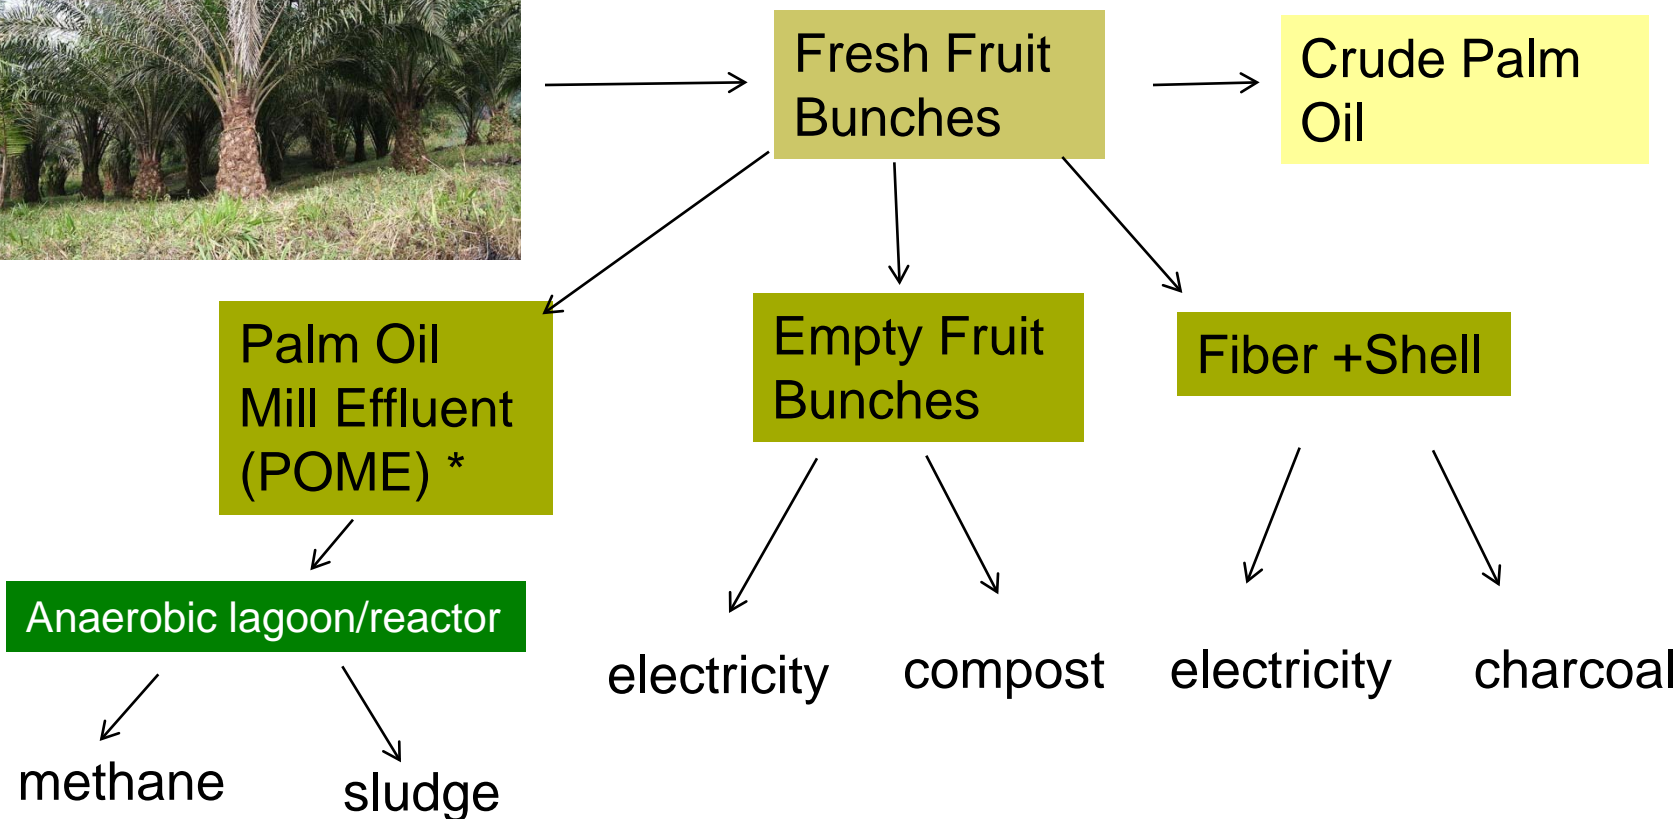 Fresh Fruit
Bunches
Crude Palm
Oil
Palm Oil
Mill Effluent
(POME) *
Empty Fruit
Bunches
Fiber +Shell
Anaerobic lagoon/reactor
electricity
compost
electricity
charcoal
methane
sludge